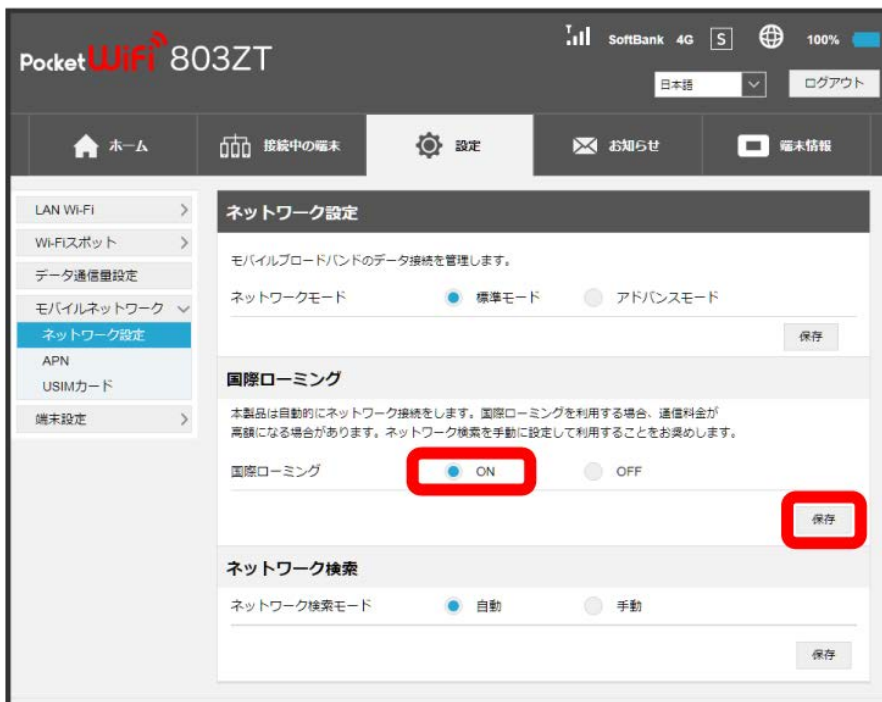 SoftBank 4G S 100%
Pocket WiFi 803ZT
日本語 ログアウト
ホーム 接続中の端末 設定 お知らせ 端末情報
LAN Wi-Fi
Wi-Fiスポット
データ通信量設定
モバイルネットワーク
ネットワーク設定
APN
USIMカード
端末設定
ネットワーク設定
モバイルブロードバンドのデータ接続を管理します。
ネットワークモード 標準モード アドバンスモード
保存
国際ローミング
本製品は自動的にネットワーク接続をします。国際ローミングを利用する場合、通信料金が
高額になる場合があります。ネットワーク検索を手動に設定して利用することをお奨めします。
国際ローミング ON OFF
保存
ネットワーク検索
ネットワーク検索モード 自動 手動
保存